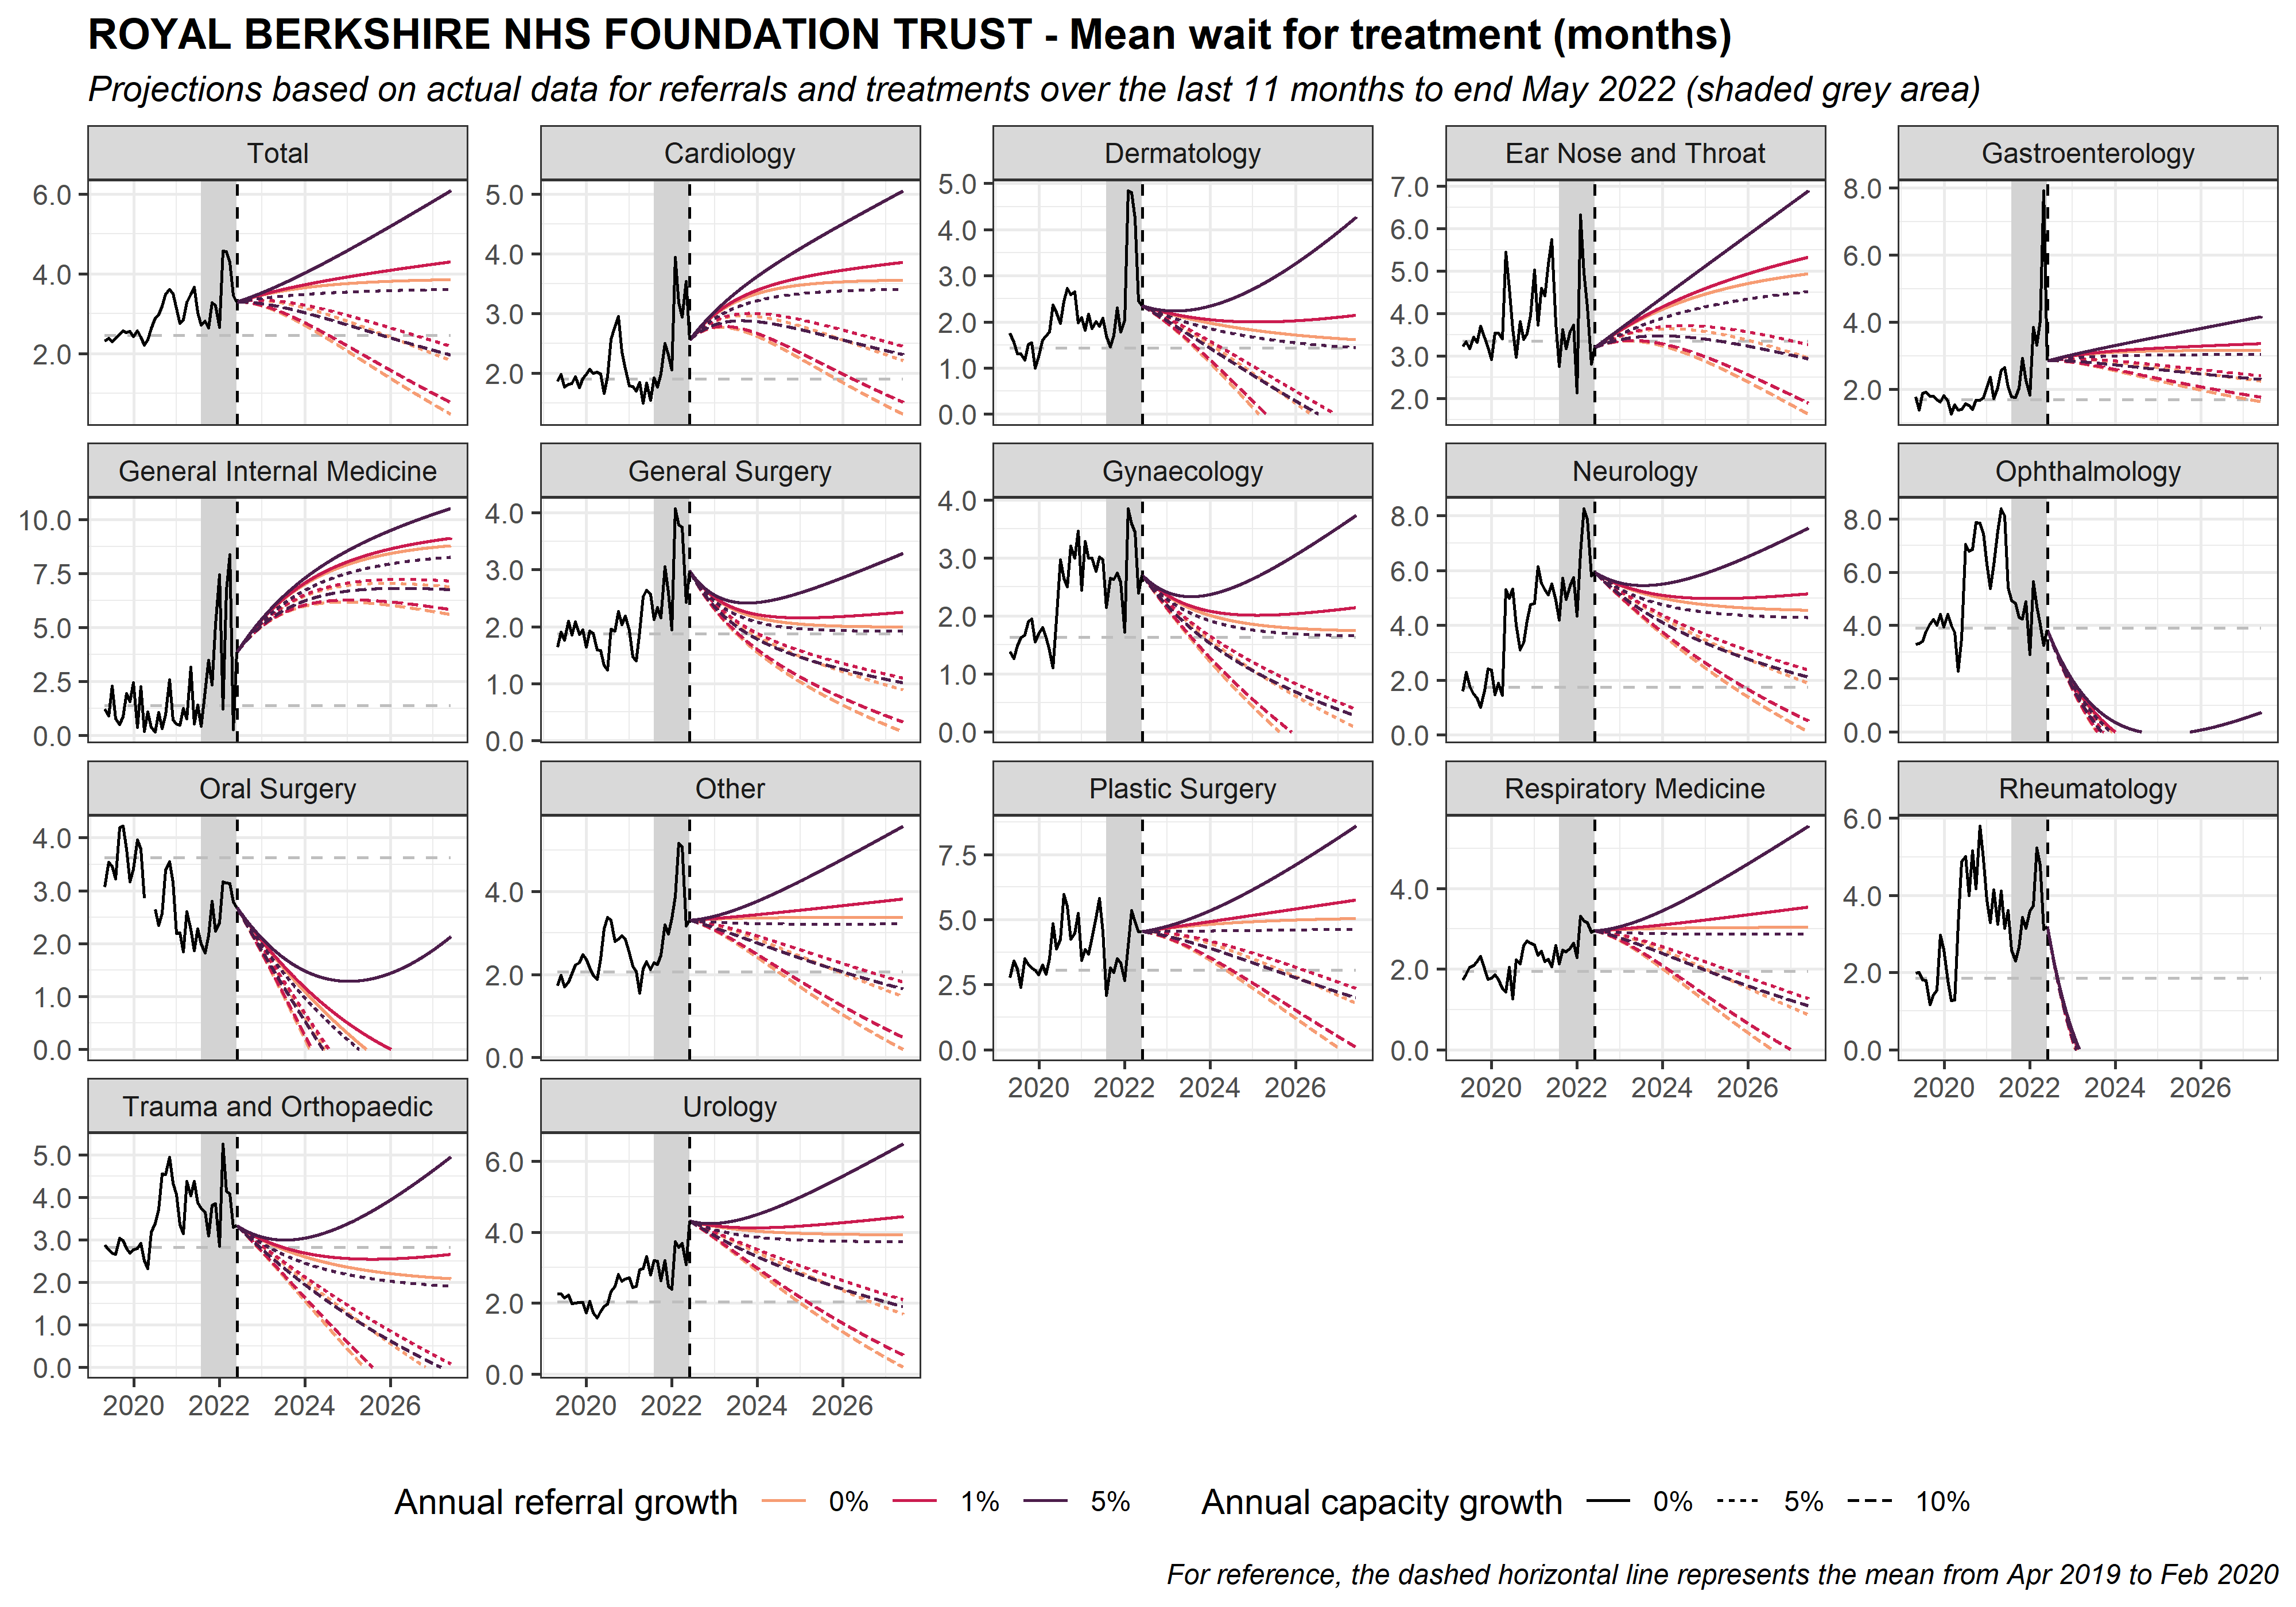 ROYAL BERKSHIRE NHS FOUNDATION TRUST - Mean wait for treatment (months)
Projections based on actual data for referrals and treatments over the last 11 months to end May 2022 (shaded grey area)
Total
Cardiology
Dermatology
Ear Nose and Throat
Gastroenterology
6.0
4.0
2.0
5.0
4.0
3.0
2.0
5.0
4.0
3.0
2.0
1.0
0.0
7.0
6.0
5.0
4.0
3.0
2.0
8.0
6.0
4.0
2.0
General Internal Medicine
General Surgery
Gynaecology
Neurology
Ophthalmology
10.0
7.5
5.0
2.5
0.0
4.0
3.0
2.0
1.0
0.0
4.0
3.0
2.0
1.0
0.0
8.0
6.0
4.0
2.0
0.0
8.0
6.0
4.0
2.0
0.0
Oral Surgery
Other
Plastic Surgery
Respiratory Medicine
Rheumatology
4.0
3.0
2.0
1.0
0.0
4.0
2.0
0.0
7.5
5.0
2.5
0.0
4.0
2.0
0.0
6.0
4.0
2.0
0.0
2020 2022 2024 2026
2020 2022 2024 2026
2020 2022 2024 2026
Trauma and Orthopaedic
Urology
5.0
4.0
3.0
2.0
1.0
0.0
6.0
4.0
2.0
0.0
2020 2022 2024 2026
2020 2022 2024 2026
Annual referral growth 0% 1% 5%
Annual capacity growth 0% 5% 10%
For reference, the dashed horizontal line represents the mean from Apr 2019 to Feb 2020